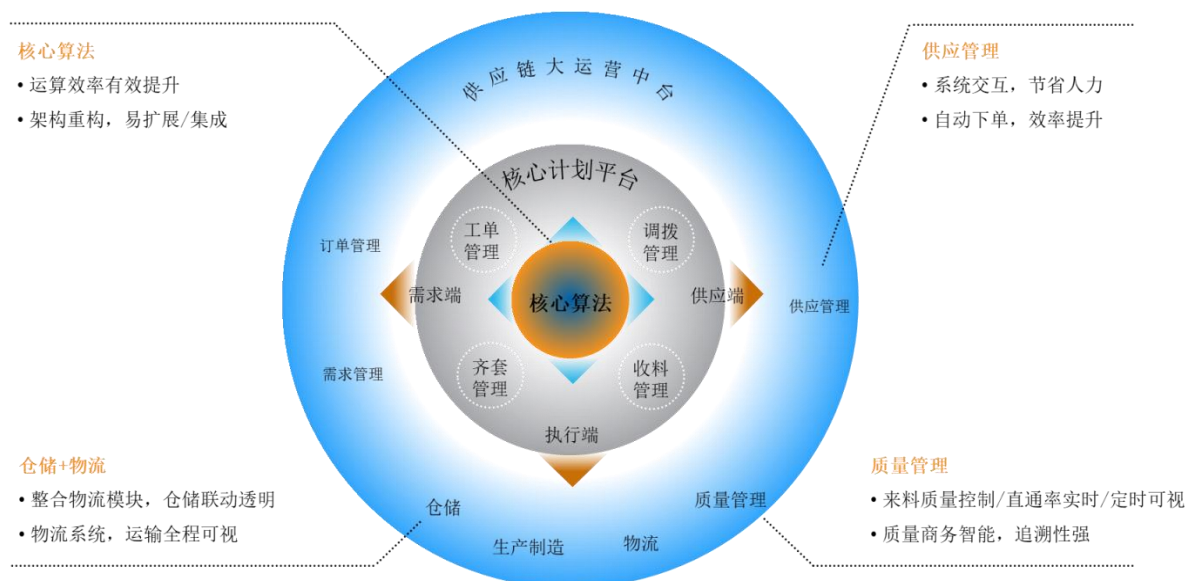 核心算法
• 运算效率有效提升
• 架构重构，易扩展/集成
供应管理
• 系统交互，节省人力
• 自动下单，效率提升
供应链大运营中台
核心计划平台
工单
管理
调拨
管理
订单管理
需求端
核心算法
供应端
供应管理
需求管理
齐套
管理
收料
管理
执行端
仓储
生产制造
物流
质量管理
仓储+物流
• 整合物流模块，仓储联动透明
• 物流系统，运输全程可视
质量管理
• 来料质量控制/直通率实时/定时可视
• 质量商务智能，追溯性强